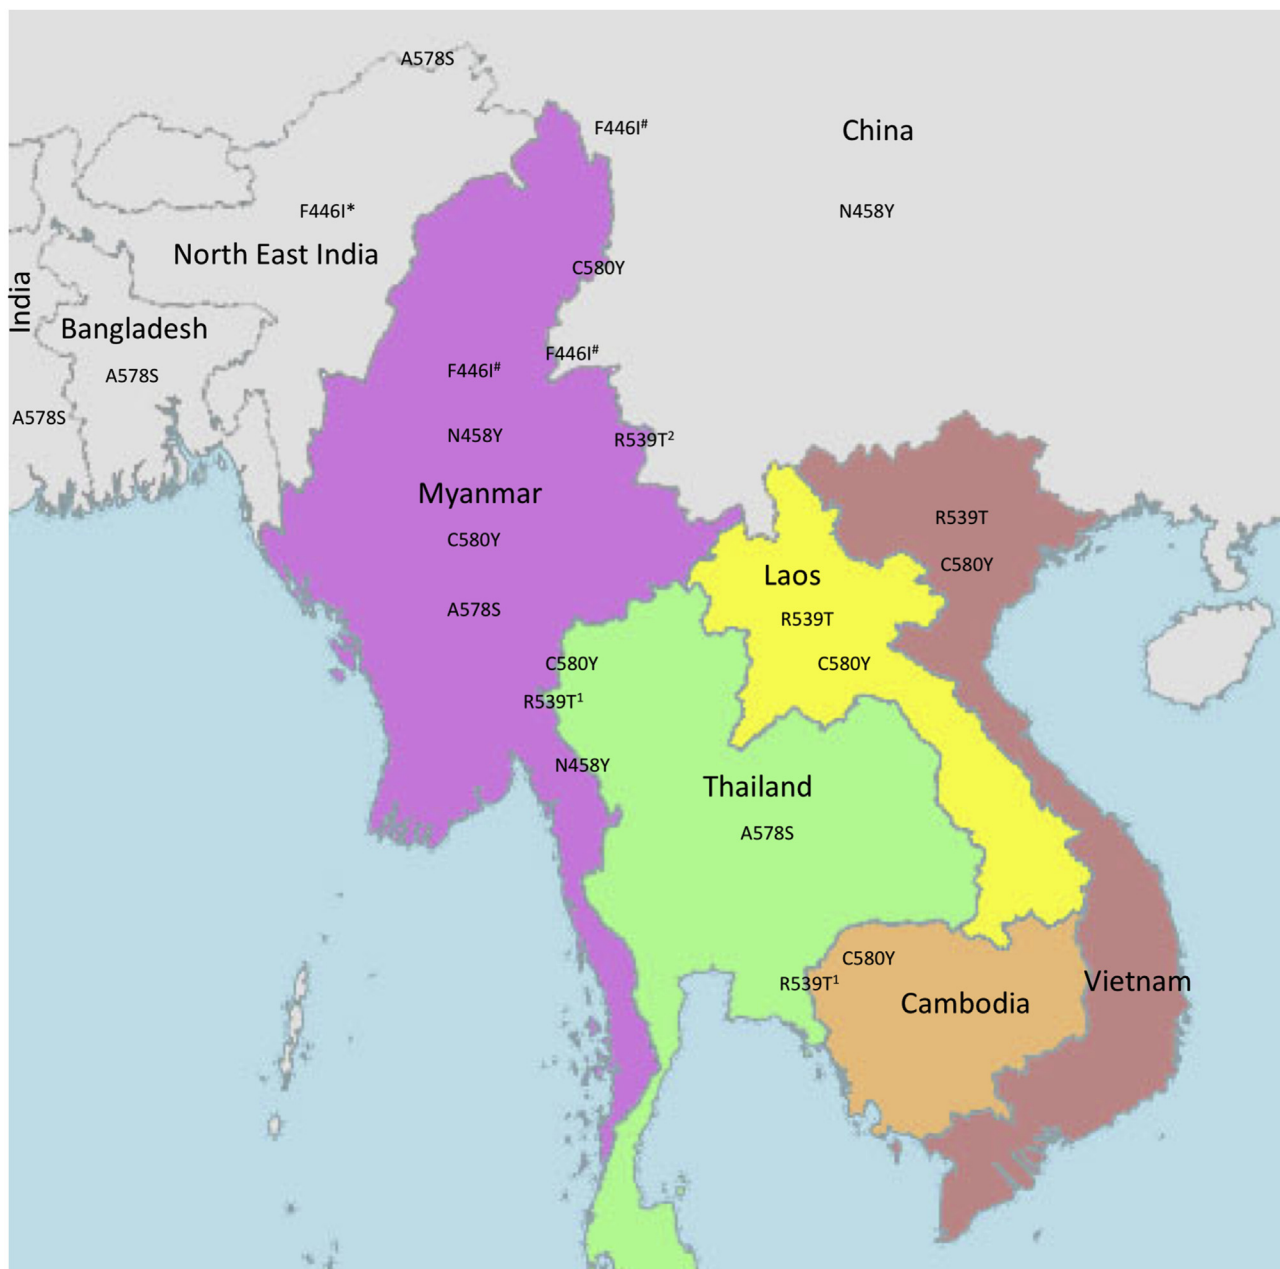 A578S
F446I#
China
F446I*
N458Y
North East India
C580Y
India
Bangladesh
F446I#
F446I#
A578S
A578S
N458Y
R539T²
Myanmar
R539T
C580Y
C580Y
Laos
A578S
R539T
C580Y
C580Y
R539T¹
N458Y
Thailand
A578S
C580Y
R539T¹
Vietnam
Cambodia